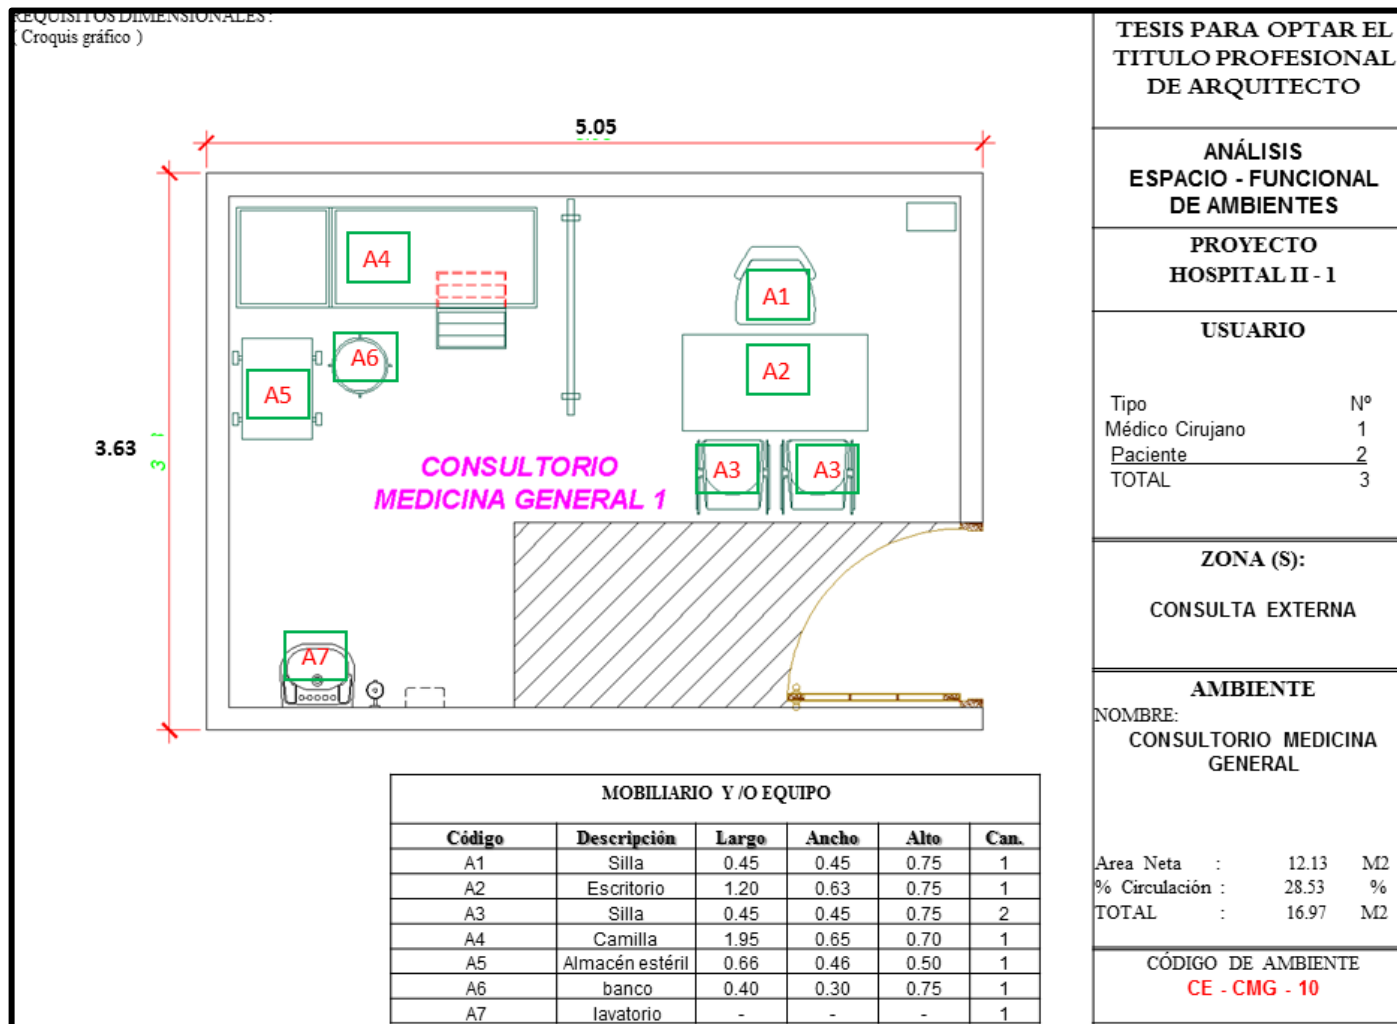 REQUISITOS DIMENSIONALES :
( Croquis gráfico )
5.05
3.63
A4
A1
A6
A2
A5
A3
A3
CONSULTORIO
MEDICINA GENERAL 1
A7
MOBILIARIO Y /O EQUIPO
Código Descripción Largo Ancho Alto Can.
A1 Silla 0.45 0.45 0.75 1
A2 Escritorio 1.20 0.63 0.75 1
A3 Silla 0.45 0.45 0.75 2
A4 Camilla 1.95 0.65 0.70 1
A5 Almacén estéril 0.66 0.46 0.50 1
A6 banco 0.40 0.30 0.75 1
A7 lavatorio - - - 1
TESIS PARA OPTAR EL
TITULO PROFESIONAL
DE ARQUITECTO
ANÁLISIS
ESPACIO - FUNCIONAL
DE AMBIENTES
PROYECTO
HOSPITAL II - 1
USUARIO
Tipo Nº
Médico Cirujano 1
Paciente 2
TOTAL 3
ZONA (S):
CONSULTA EXTERNA
AMBIENTE
NOMBRE:
CONSULTORIO MEDICINA
GENERAL
Area Neta : 12.13 M2
% Circulación : 28.53 %
TOTAL : 16.97 M2
CÓDIGO DE AMBIENTE
CE - CMG - 10